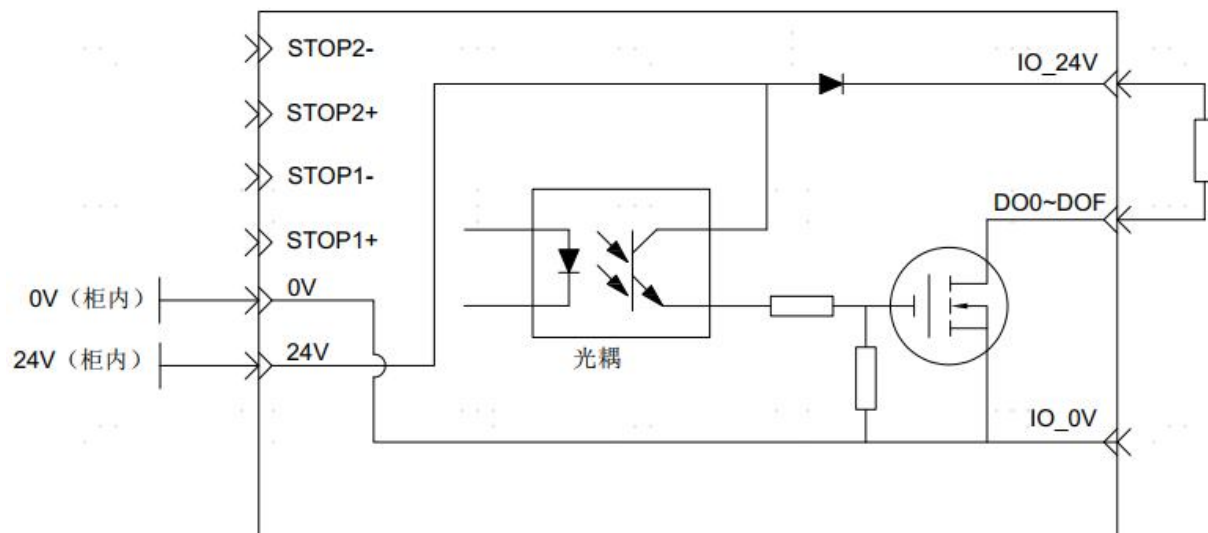 STOP2-
IO_24V
STOP2+
STOP1-
DO0~DOF
STOP1+
0V（柜内）
0V
24V（柜内）
24V
光耦
IO_0V